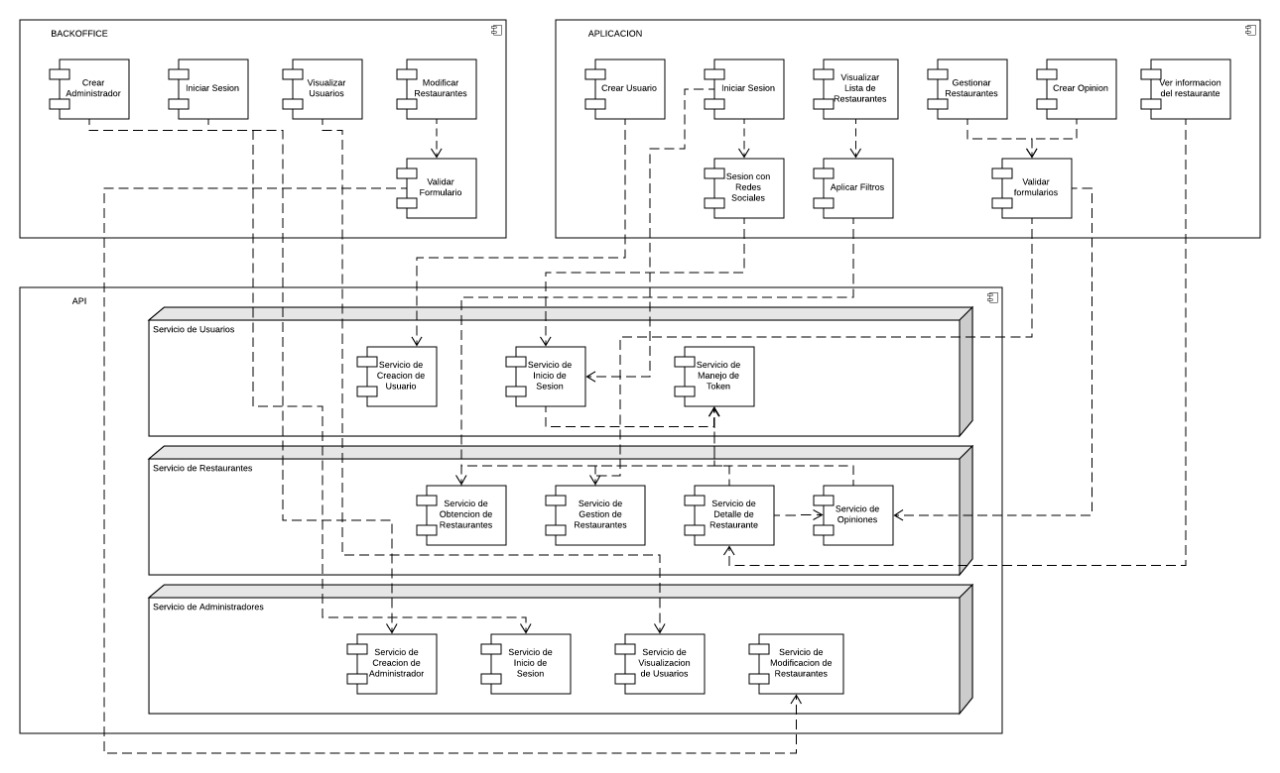 BACKOFFICE
Crear
Administrador
Iniciar Sesion
Visualizar
Usuarios
Modificar
Restaurantes
Validar
Formulario
APLICACION
Crear Usuario
Iniciar Sesion
Visualizar
Lista de
Restaurantes
Gestionar
Restaurantes
Crear Opinion
Ver informacion
del restaurante
Sesion con
Redes
Sociales
Aplicar Filtros
Validar
formularios
API
Servicio de Usuarios
Servicio de
Creacion de
Usuario
Servicio de
Inicio de
Sesion
Servicio de
Manejo de
Token
Servicio de Restaurantes
Servicio de
Obtencion de
Restaurantes
Servicio de
Gestion de
Restaurantes
Servicio de
Detalle de
Restaurante
Servicio de
Opiniones
Servicio de Administradores
Servicio de
Creacion de
Administrador
Servicio de
Inicio de
Sesion
Servicio de
Visualizacion
de Usuarios
Servicio de
Modificacion de
Restaurantes